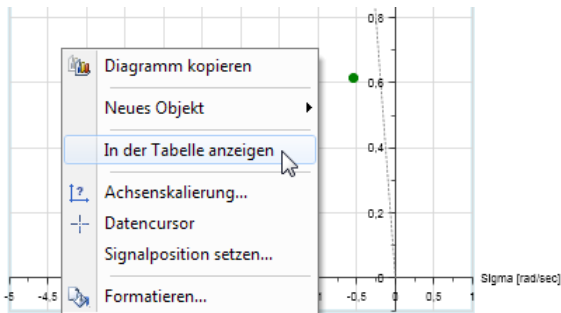 0,8
Diagramm kopieren
0,6
Neues Objekt
In der Tabelle anzeigen
0,4
Achsenskalierung...
Datencursor
0,2
Signalposition setzen...
0
Sigma [rad/sec]
Formatieren...
-5 -4,5 1 -0,5 0 0,5 1